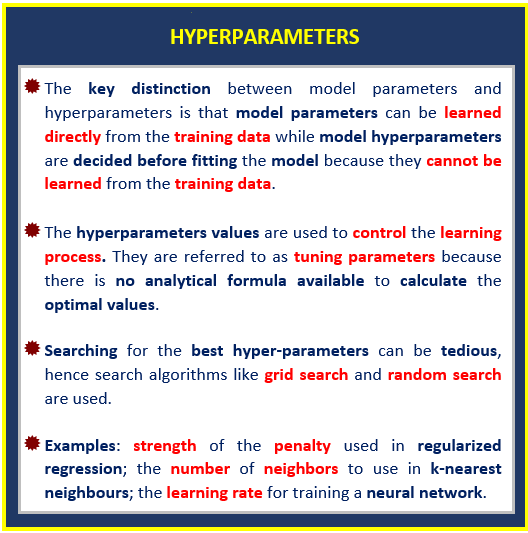 HYPERPARAMETERS
The key distinction between model parameters and
hyperparameters is that model parameters can be learned
directly from the training data while model hyperparameters
are decided before fitting the model because they cannot be
learned from the training data.
The hyperparameters values are used to control the learning
process. They are referred to as tuning parameters because
there is no analytical formula available to calculate the
optimal values.
Searching for the best hyper-parameters can be tedious,
hence search algorithms like grid search and random search
are used.
Examples: strength of the penalty used in regularized
regression; the number of neighbors to use in k-nearest
neighbours; the learning rate for training a neural network.